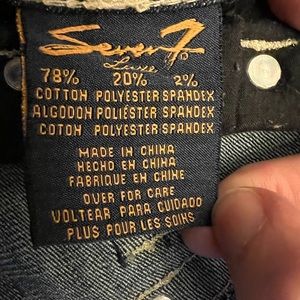 Seven7
Luxe
78% 20% 2%
COTTON POLYESTER SPANDEX
ALGODON POLIÉSTER SPANDEX
COTON POLYESTER SPANDEX
MADE IN CHINA
HECHO EN CHINA
FABRIQUE EN CHINE
OVER FOR CARE
VOLTEAR PARA CUIDADO
PLUS POUR LES SOINS